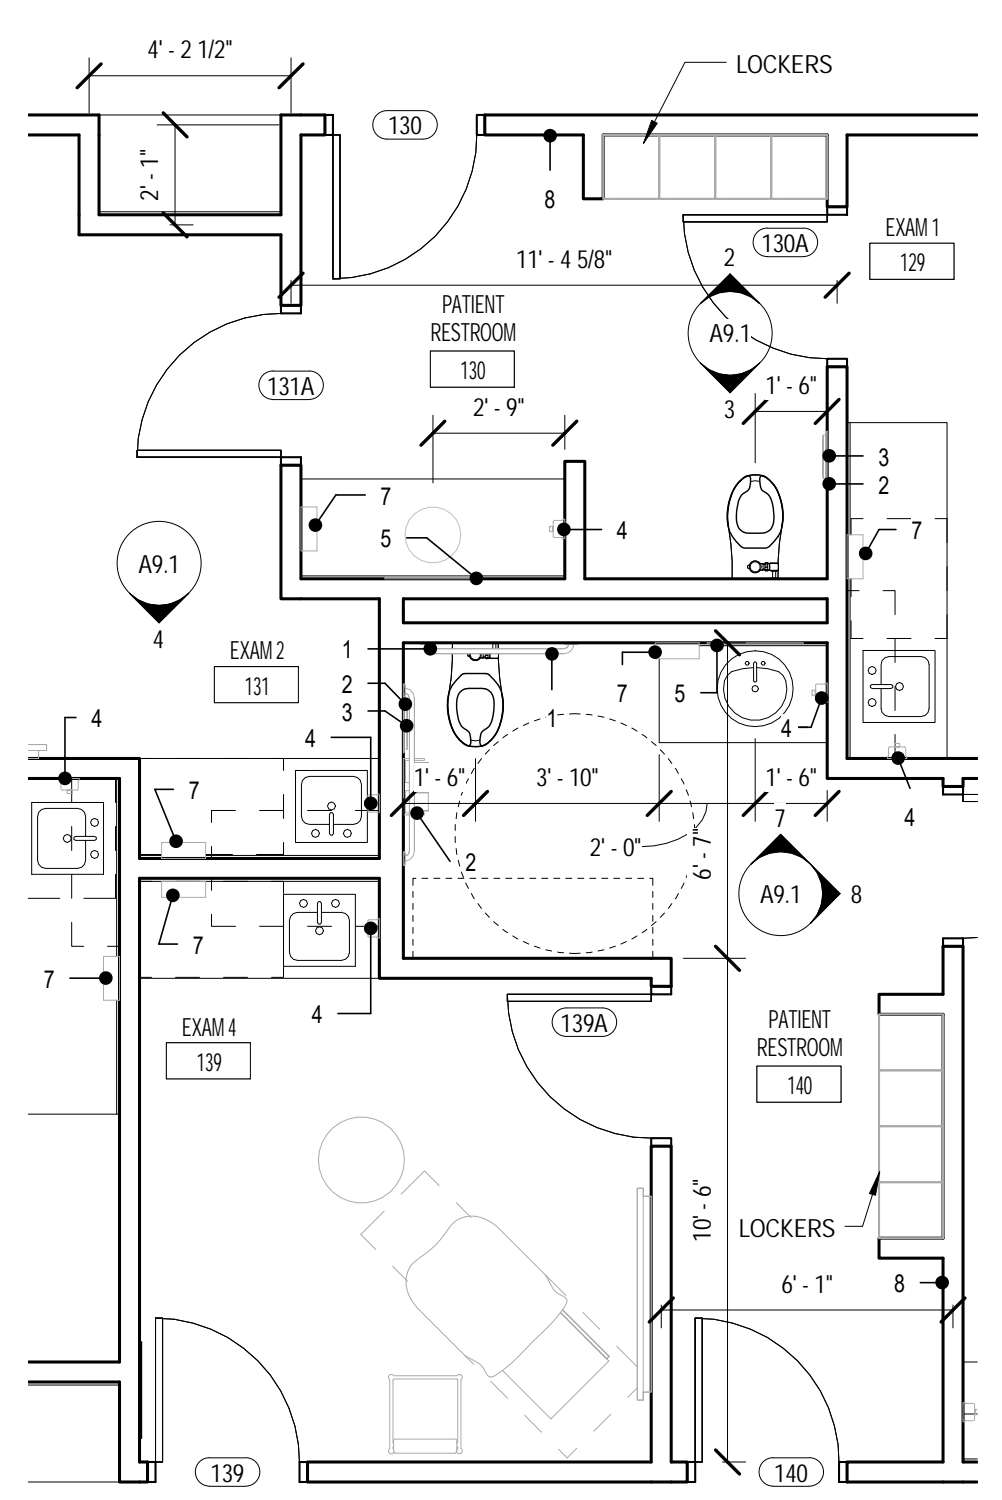 4' - 2 1/2"
LOCKERS
130
2' - 1"
8
130A
EXAM 1
129
11' - 4 5/8"
2
PATIENT
RESTROOM
130
A9.1
131A
1' - 6"
2' - 9"
3
3
2
7
4
7
5
A9.1
4
1
EXAM 2
131
2
7
5
3
1
4
4
4
1' - 6"
3' - 10"
1' - 6"
7
7
4
2' - 0"
6' - 7"
2
A9.1
8
7
7
4
EXAM 4
139
139A
PATIENT
RESTROOM
140
10' - 6"
LOCKERS
6' - 1"
8
139
140